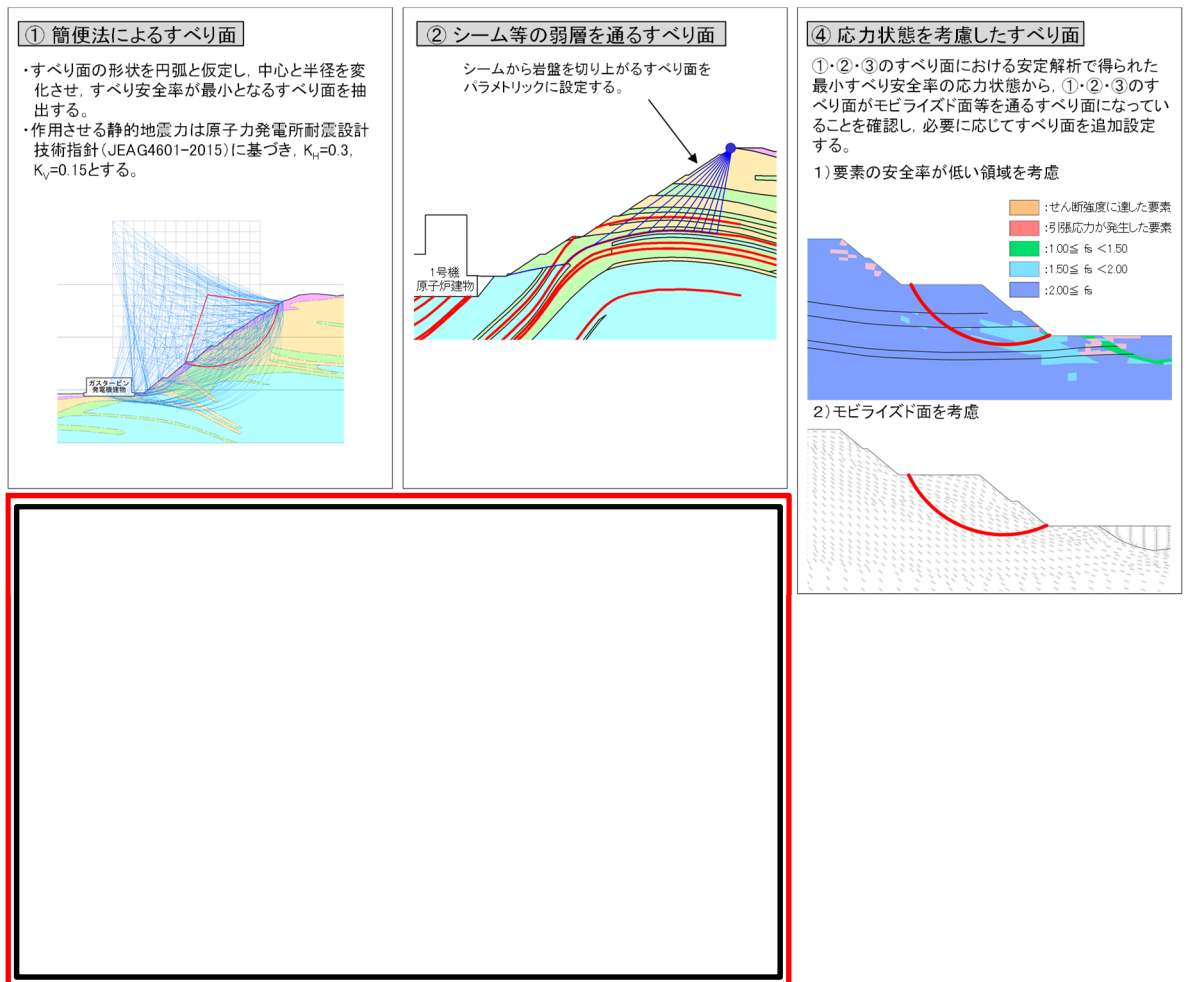 ① 簡便法によるすべり面
・すべり面の形状を円弧と仮定し，中心と半径を変
化させ，すべり安全率が最小となるすべり面を抽
出する。
・作用させる静的地震力は原子力発電所耐震設計
技術指針（JEAG4601-2015）に基づき，KH=0.3，
KV=0.15とする。
ガスタービン
発電機建物
② シーム等の弱層を通るすべり面
シームから岩盤を切り上がるすべり面を
パラメトリックに設定する。
1号機
原子炉建物
④ 応力状態を考慮したすべり面
①・②・③のすべり面における安定解析で得られた
最小すべり安全率の応力状態から，①・②・③のす
べり面がモビライズド面等を通るすべり面になってい
ることを確認し，必要に応じてすべり面を追加設定
する。
1）要素の安全率が低い領域を考慮
：せん断強度に達した要素
：引張応力が発生した要素
：1.00≦ fs ＜1.50
：1.50≦ fs ＜2.00
：2.00≦ fs
2）モビライズド面を考慮